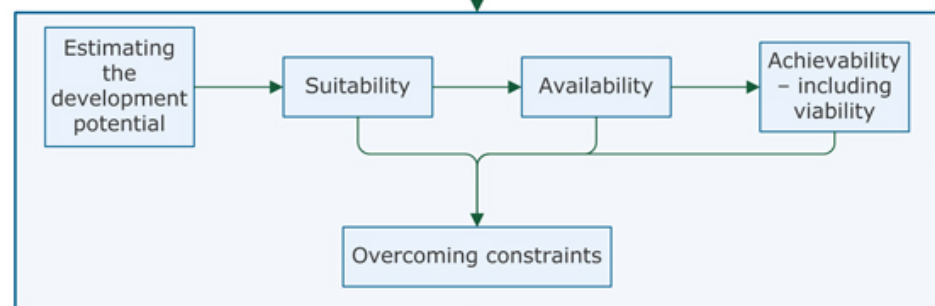 Estimating
the
development
potential
Suitability
Availability
Achievability
– including
viability
Overcoming constraints